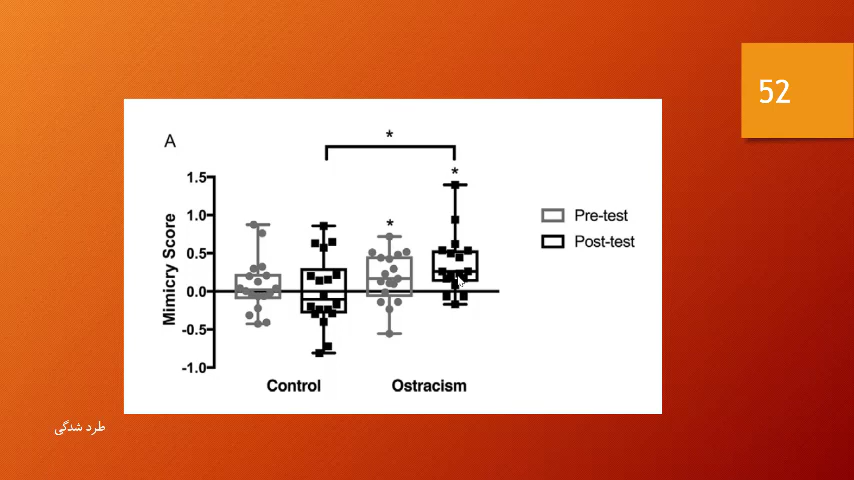 52
A
*
*
*
1.5
1.0
0.5
0.0
-0.5
-1.0
Mimicry Score
Pre-test
Post-test
Control
Ostracism
طرد شدگی